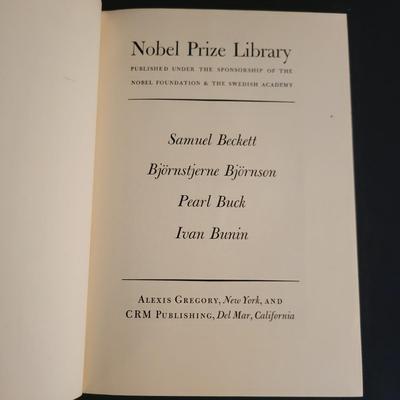 Nobel Prize Library
PUBLISHED UNDER THE SPONSORSHIP OF THE
NOBEL FOUNDATION & THE SWEDISH ACADEMY
Samuel Beckett
Björnstjerne Björnson
Pearl Buck
Ivan Bunin
ALEXIS GREGORY, New York, AND
CRM PUBLISHING, Del Mar, California